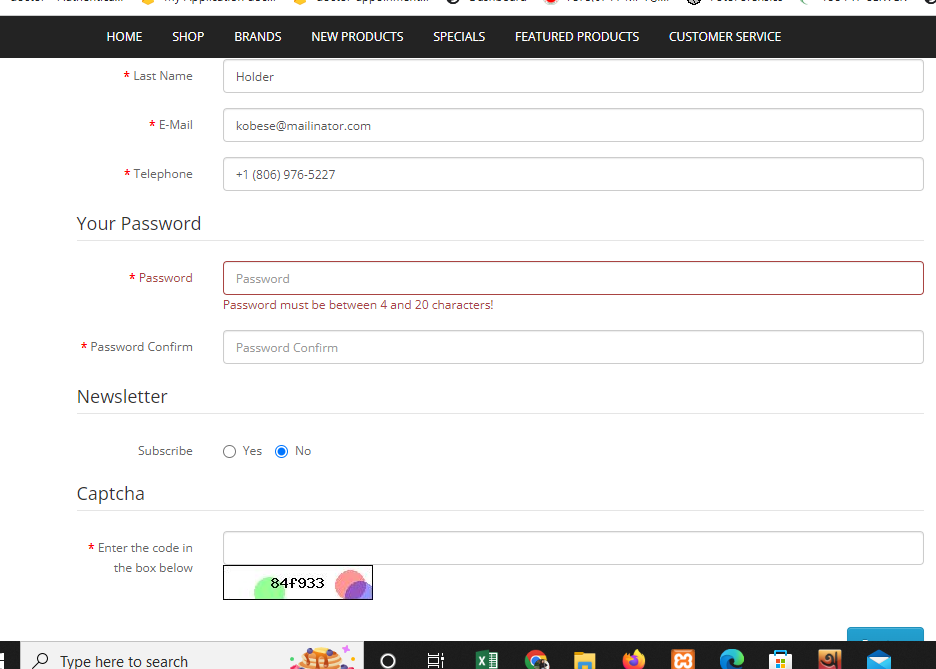 HOME SHOP BRANDS NEW PRODUCTS SPECIALS FEATURED PRODUCTS CUSTOMER SERVICE
* Last Name Holder
* E-Mail kobese@mailinator.com
* Telephone +1 (806) 976-5227
Your Password
* Password Password
Password must be between 4 and 20 characters!
* Password Confirm Password Confirm
Newsletter
Subscribe Yes No
Captcha
* Enter the code in
the box below
84f933
Type here to search